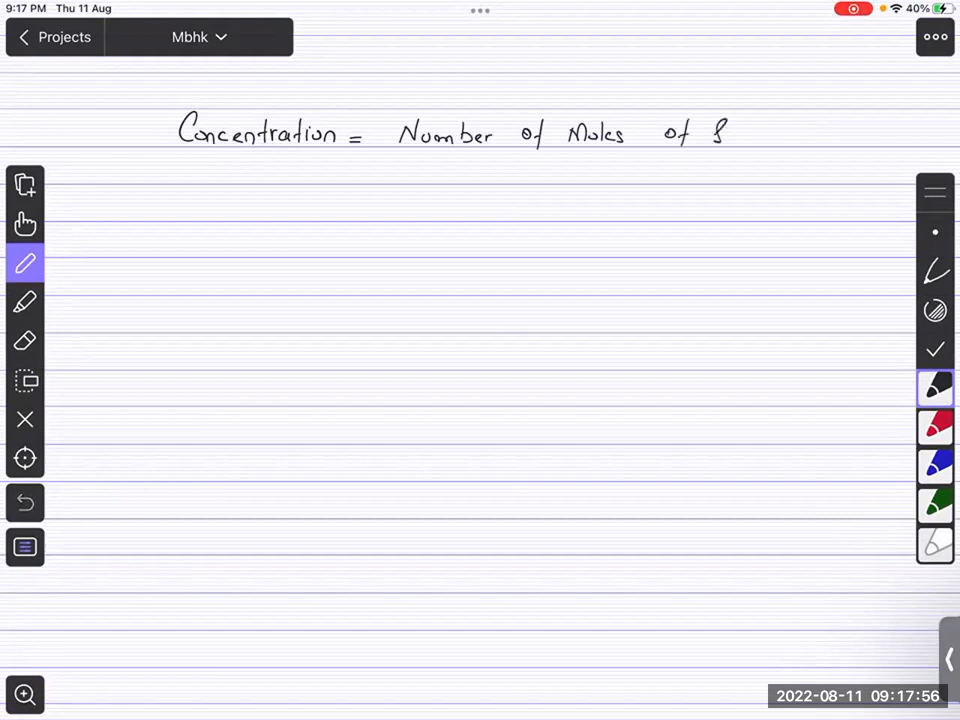 9:17 PM Thu 11 Aug
40%
Projects
Mbhk
Concentration = Number of Moles of S
2022-08-11 09:17:56